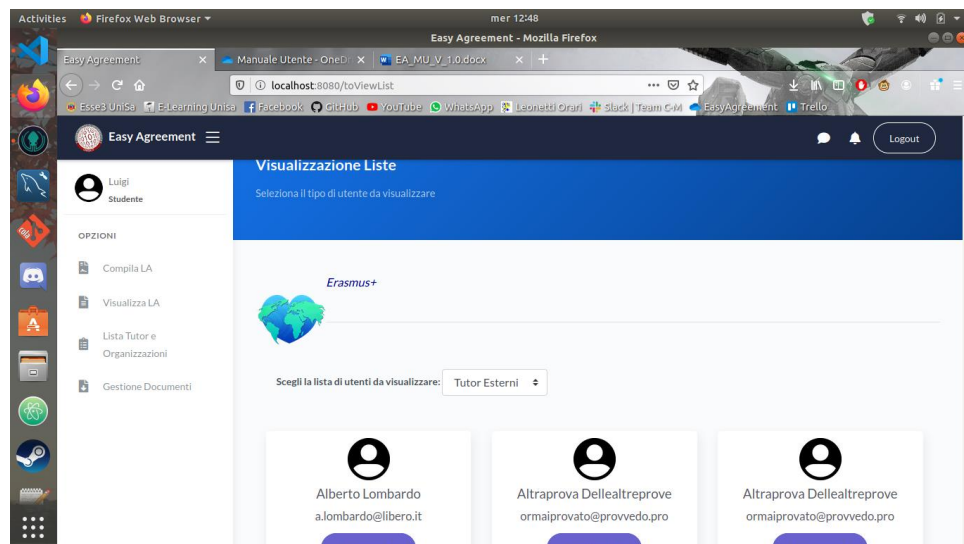 Activities Firefox Web Browser mer 12:48
Easy Agreement - Mozilla Firefox
Easy Agreement Manuale Utente - OneDr EA_MU_V_1.0.docx
localhost:8080/toViewList
Esse3 Unisa E-Learning Unisa Facebook GitHub YouTube WhatsApp Leonetti Orari Slack | Team C-M EasyAgreement Trello
Easy Agreement Logout
Visualizzazione Liste
Seleziona il tipo di utente da visualizzare
Luigi
Studente
OPZIONI
Compila LA
Visualizza LA
Lista Tutor e
Organizzazioni
Gestione Documenti
Erasmus+
Scegli la lista di utenti da visualizzare: Tutor Esterni
Alberto Lombardo Altraprova Dellealtreprove Altraprova Dellealtreprove
a.lombardo@libero.it ormaiprovato@provvedo.pro ormaiprovato@provvedo.pro